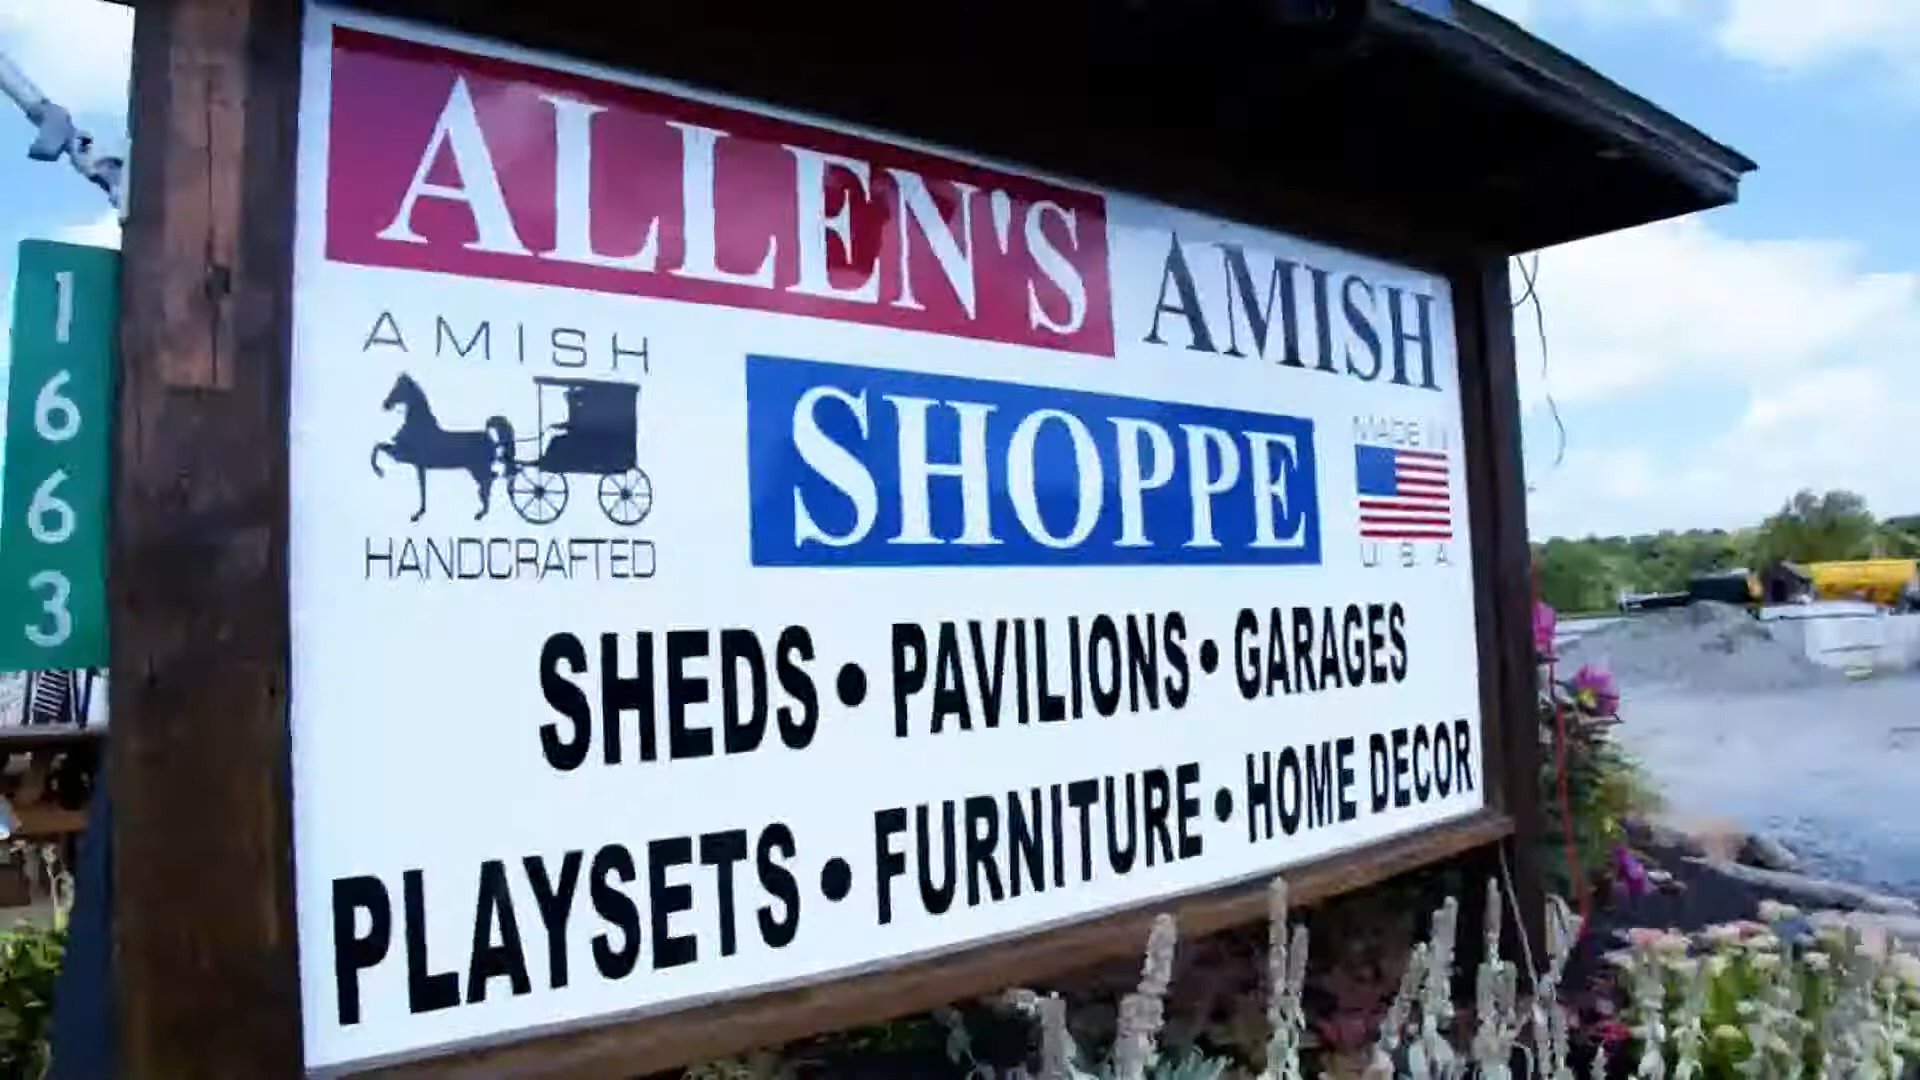 ALLEN'S AMISH
SHOPPE
AMISH
HANDCRAFTED
MADE IN
U.S.A.
SHEDS • PAVILIONS • GARAGES
PLAYSETS • FURNITURE • HOME DECOR
1663